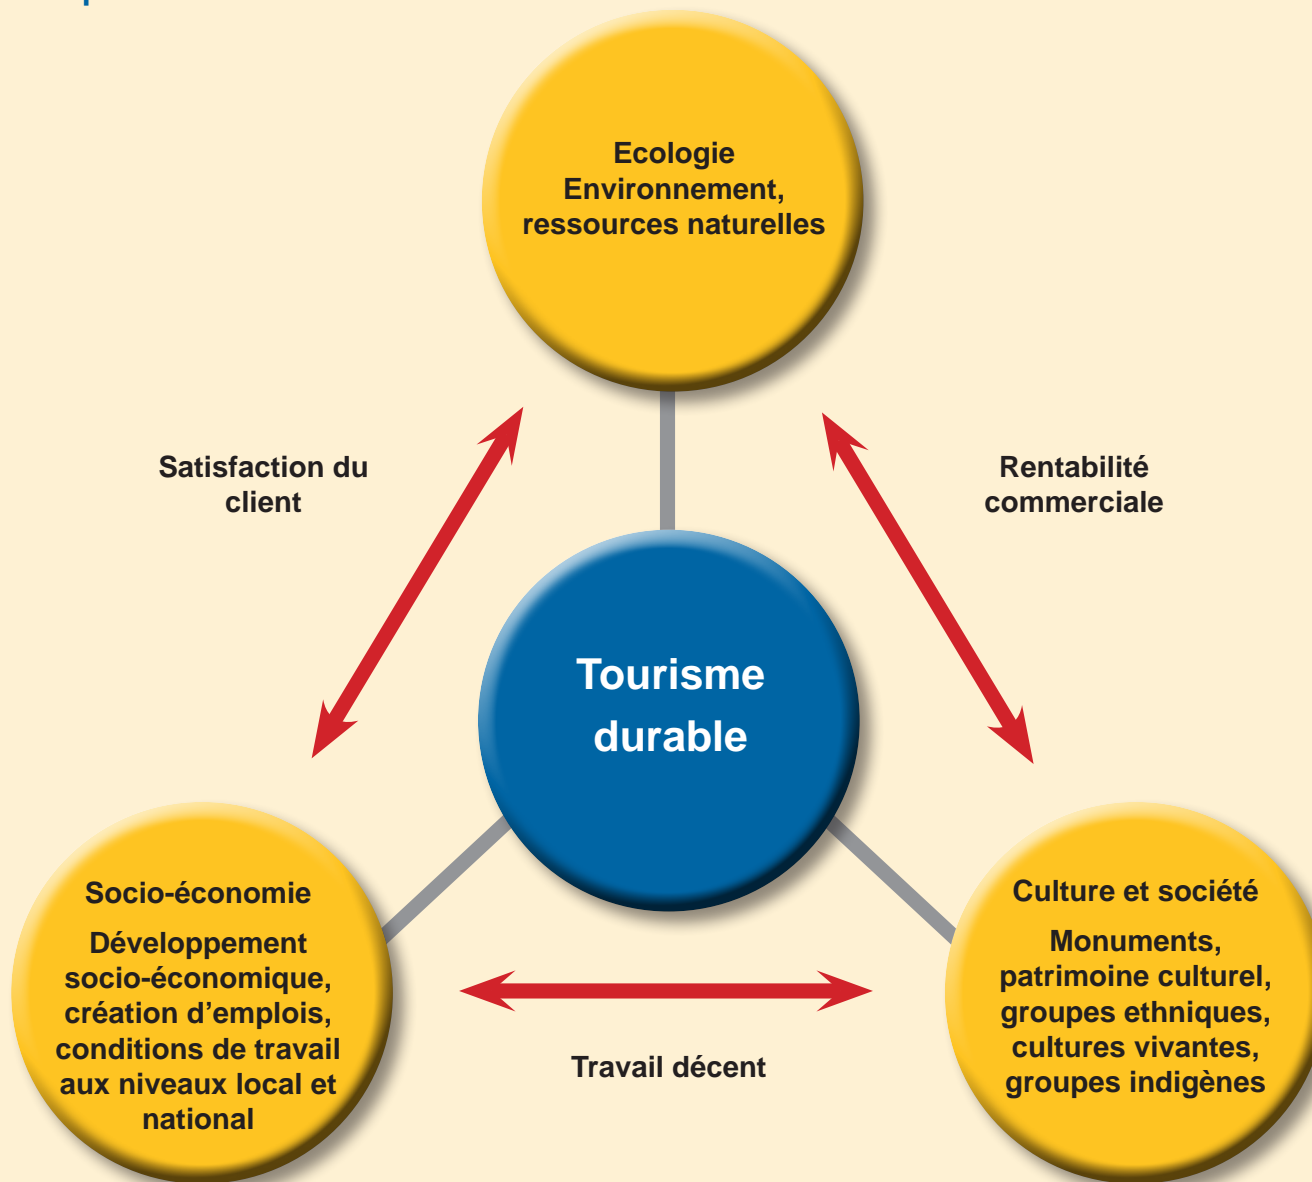 Ecologie
Environnement,
ressources naturelles
Satisfaction du
client
Rentabilité
commerciale
Tourisme
durable
Socio-économie
Développement
socio-économique,
création d’emplois,
conditions de travail
aux niveaux local et
national
Travail décent
Culture et société
Monuments,
patrimoine culturel,
groupes ethniques,
cultures vivantes,
groupes indigènes